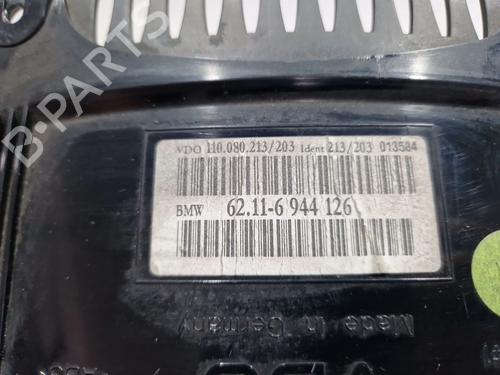 B-PARTS
VDO 110.080.213/203 Ident 213/203 013584
BMW 62.11-6 944 126
Made in Germany